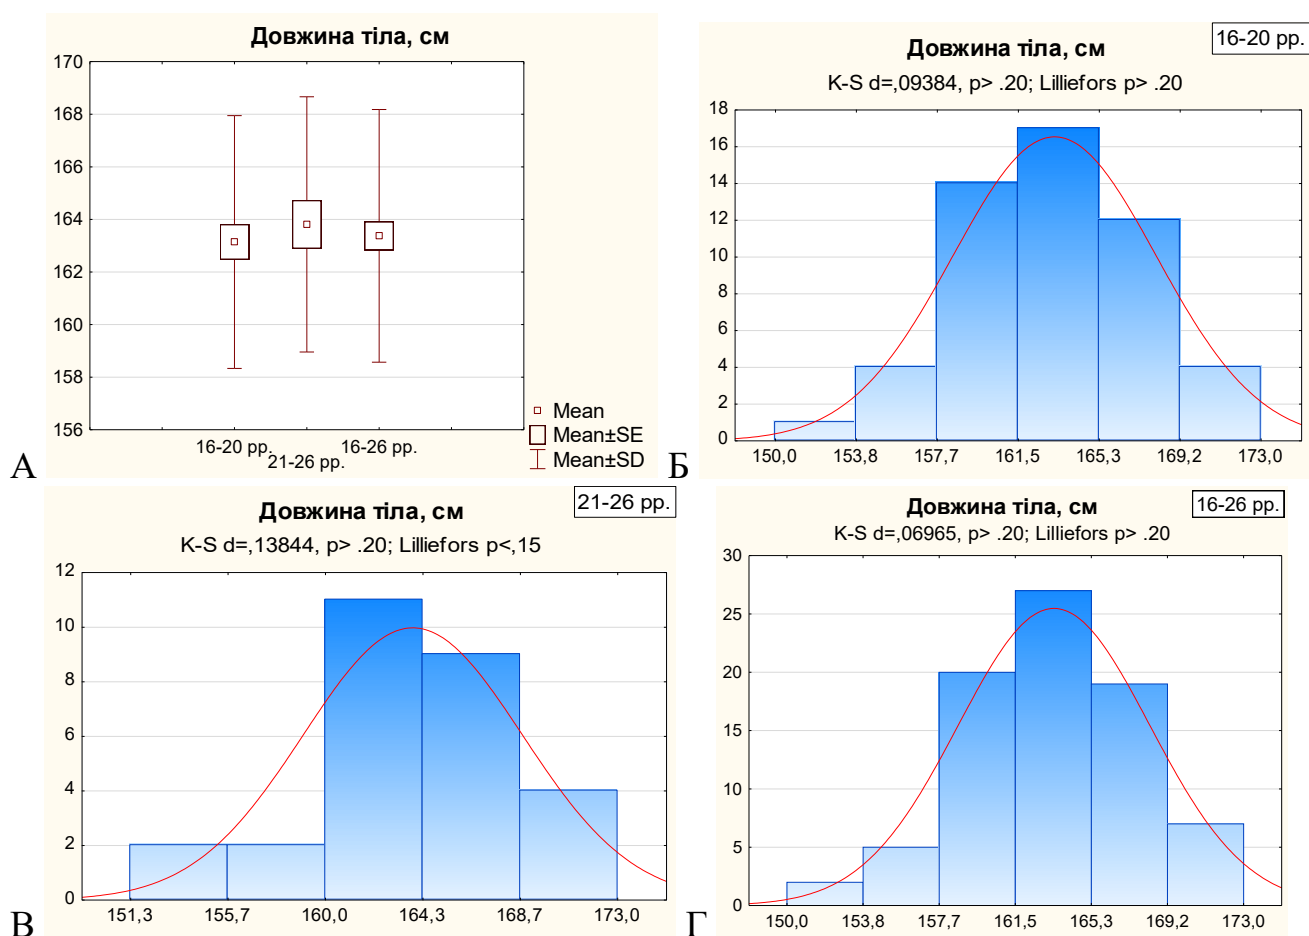 Довжина тіла, см
170
168
166
164
162
160
158
156
16-20 рр.
21-26 рр.
16-26 рр.
Mean
Mean±SE
Mean±SD
А
16-20 рр.
Довжина тіла, см
K-S d=,09384, p> .20; Lilliefors p> .20
18
16
14
12
10
8
6
4
2
0
150,0 153,8 157,7 161,5 165,3 169,2 173,0
Б
21-26 рр.
Довжина тіла, см
K-S d=,13844, p> .20; Lilliefors p<,15
12
10
8
6
4
2
0
151,3 155,7 160,0 164,3 168,7 173,0
В
16-26 рр.
Довжина тіла, см
K-S d=,06965, p> .20; Lilliefors p> .20
30
25
20
15
10
5
0
150,0 153,8 157,7 161,5 165,3 169,2 173,0
Г